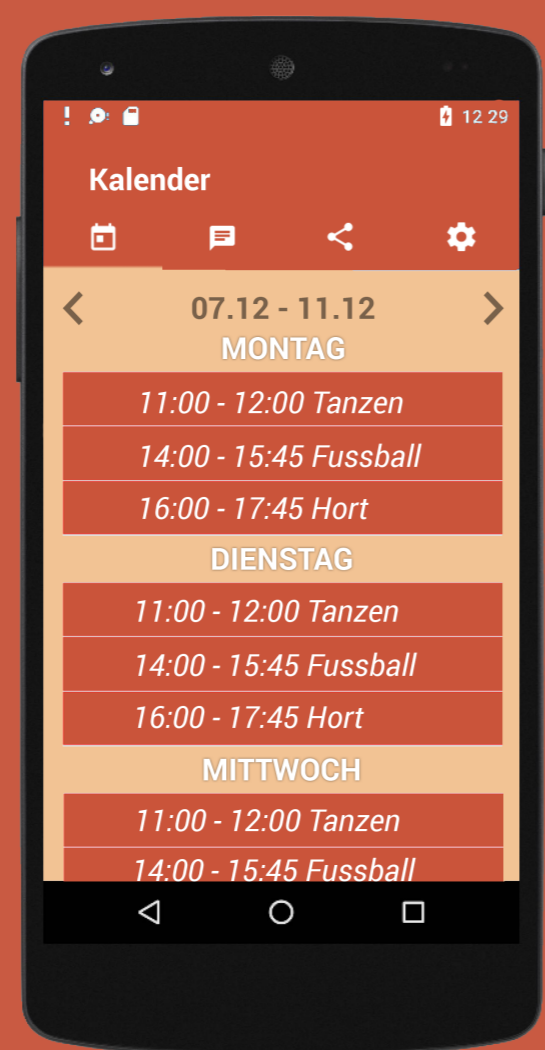 12 29
Kalender
07.12 - 11.12
MONTAG
11:00 - 12:00 Tanzen
14:00 - 15:45 Fussball
16:00 - 17:45 Hort
DIENSTAG
11:00 - 12:00 Tanzen
14:00 - 15:45 Fussball
16:00 - 17:45 Hort
MITTWOCH
11:00 - 12:00 Tanzen
14:00 - 15:45 Fussball